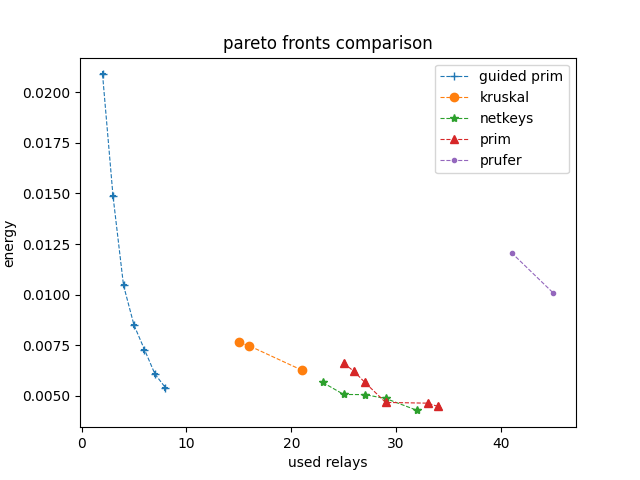 pareto fronts comparison
guided prim
kruskal
netkeys
prim
prufer
energy
0.0200
0.0175
0.0150
0.0125
0.0100
0.0075
0.0050
0 10 20 30 40
used relays